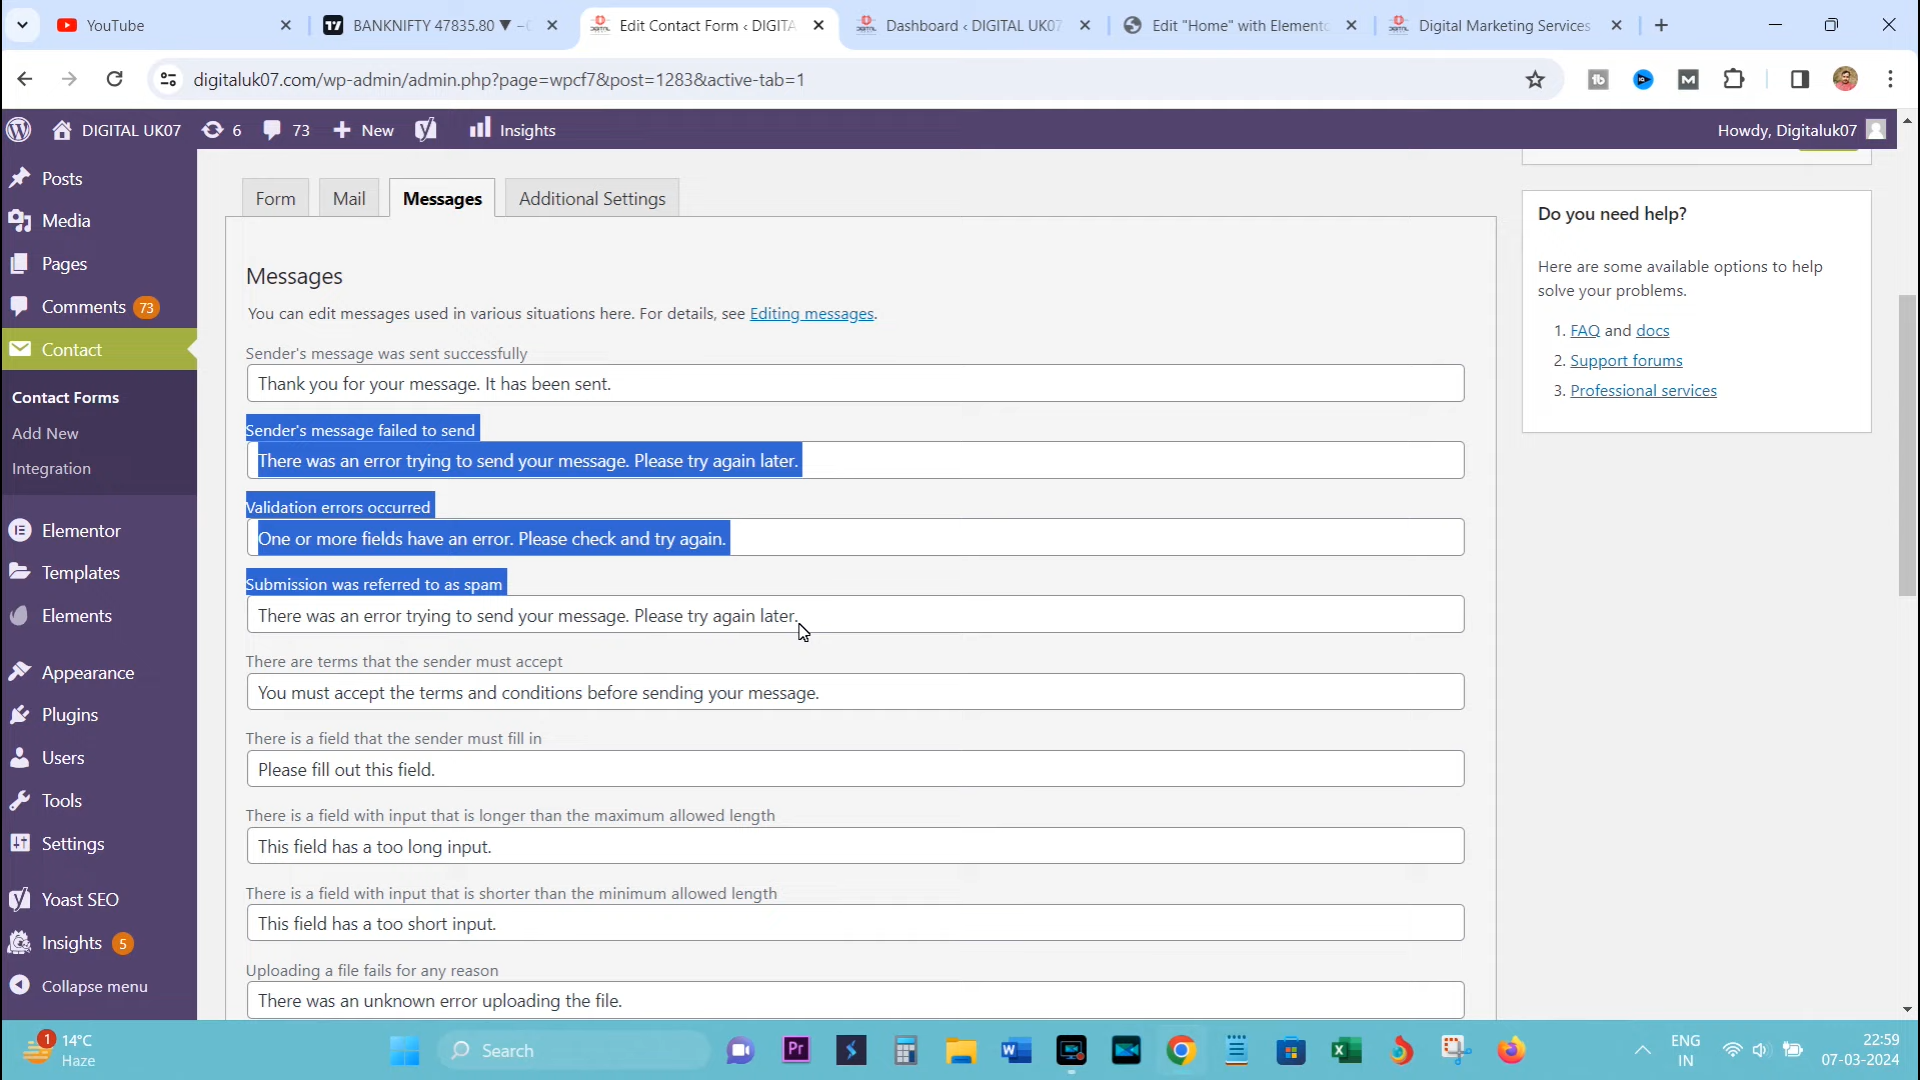 YouTube
BANKNIFTY 47835.80 ▼ −
Edit Contact Form ‹ DIGITA
Dashboard ‹ DIGITAL UK07
Edit "Home" with Elemento
Digital Marketing Services
digitaluk07.com/wp-admin/admin.php?page=wpcf7&post=1283&active-tab=1
DIGITAL UK07 6 73 New Insights
Howdy, Digitaluk07
Posts
Media
Pages
Comments 73
Contact
Contact Forms
Add New
Integration
Elementor
Templates
Elements
Appearance
Plugins
Users
Tools
Settings
Yoast SEO
Insights 5
Collapse menu
Form Mail Messages Additional Settings
Messages
You can edit messages used in various situations here. For details, see Editing messages.
Sender's message was sent successfully
Thank you for your message. It has been sent.
Sender's message failed to send
There was an error trying to send your message. Please try again later.
Validation errors occurred
One or more fields have an error. Please check and try again.
Submission was referred to as spam
There was an error trying to send your message. Please try again later.
There are terms that the sender must accept
You must accept the terms and conditions before sending your message.
There is a field that the sender must fill in
Please fill out this field.
There is a field with input that is longer than the maximum allowed length
This field has a too long input.
There is a field with input that is shorter than the minimum allowed length
This field has a too short input.
Uploading a file fails for any reason
There was an unknown error uploading the file.
Do you need help?
Here are some available options to help
solve your problems.
1. FAQ and docs
2. Support forums
3. Professional services
1
14°C
Haze
Search
Pr
ENG
IN
22:59
07-03-2024